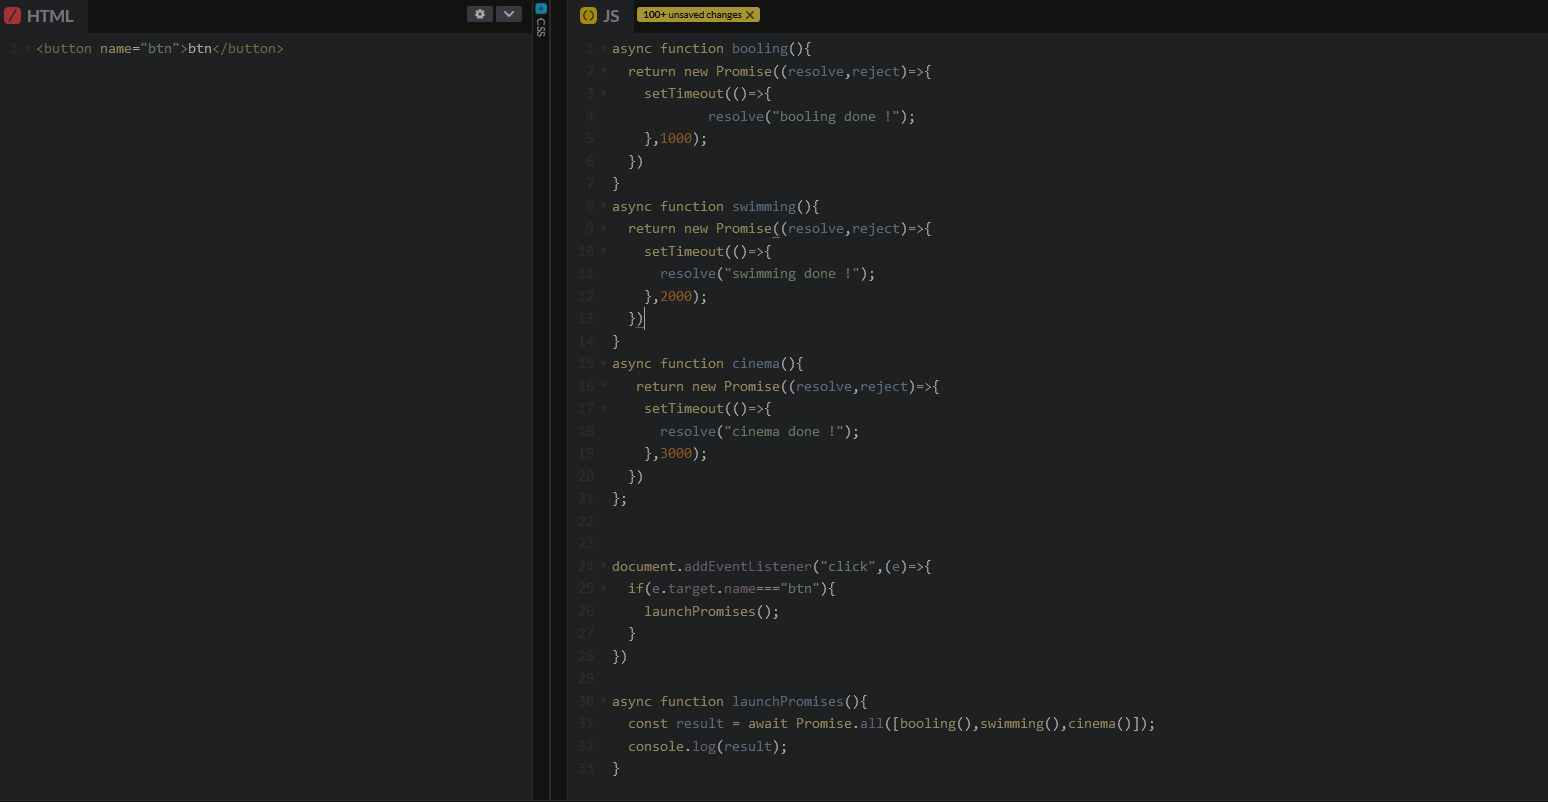 HTML
1 <button name="btn">btn</button>
CSS
JS
100+ unsaved changes
1 async function booling(){
2   return new Promise((resolve,reject)=>{
3     setTimeout(()=>{
4             resolve("booling done !");
5     },1000);
6   })
7 }
8 async function swimming(){
9   return new Promise((resolve,reject)=>{
10     setTimeout(()=>{
11       resolve("swimming done !");
12     },2000);
13   })
14 }
15 async function cinema(){
16    return new Promise((resolve,reject)=>{
17     setTimeout(()=>{
18       resolve("cinema done !");
19     },3000);
20   })
21 };
22
23
24 document.addEventListener("click",(e)=>{
25   if(e.target.name==="btn"){
26     launchPromises();
27   }
28 })
29
30 async function launchPromises(){
31   const result = await Promise.all([booling(),swimming(),cinema()]);
32   console.log(result);
33 }